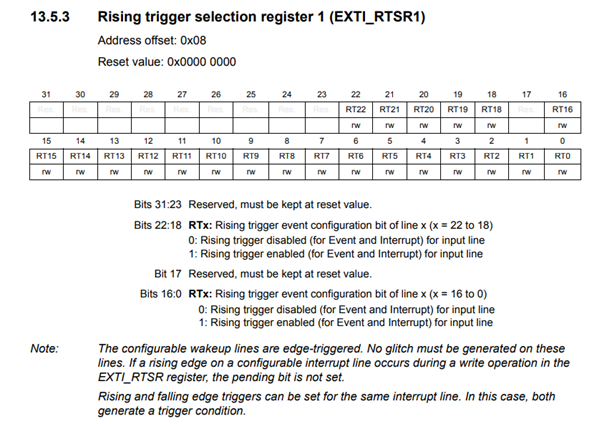 13.5.3 Rising trigger selection register 1 (EXTI_RTSR1)
Address offset: 0x08
Reset value: 0x0000 0000
31 30 29 28 27 26 25 24 23 22 21 20 19 18 17 16
Res. Res. Res. Res. Res. Res. Res. Res. Res. RT22 RT21 RT20 RT19 RT18 Res. RT16
rw rw rw rw rw rw
15 14 13 12 11 10 9 8 7 6 5 4 3 2 1 0
RT15 RT14 RT13 RT12 RT11 RT10 RT9 RT8 RT7 RT6 RT5 RT4 RT3 RT2 RT1 RT0
rw rw rw rw rw rw rw rw rw rw rw rw rw rw rw rw
Bits 31:23 Reserved, must be kept at reset value.
Bits 22:18 RTx: Rising trigger event configuration bit of line x (x = 22 to 18)
0: Rising trigger disabled (for Event and Interrupt) for input line
1: Rising trigger enabled (for Event and Interrupt) for input line
Bit 17 Reserved, must be kept at reset value.
Bits 16:0 RTx: Rising trigger event configuration bit of line x (x = 16 to 0)
0: Rising trigger disabled (for Event and Interrupt) for input line
1: Rising trigger enabled (for Event and Interrupt) for input line
Note: The configurable wakeup lines are edge-triggered. No glitch must be generated on these
lines. If a rising edge on a configurable interrupt line occurs during a write operation in the
EXTI_RTSR register, the pending bit is not set.
Rising and falling edge triggers can be set for the same interrupt line. In this case, both
generate a trigger condition.